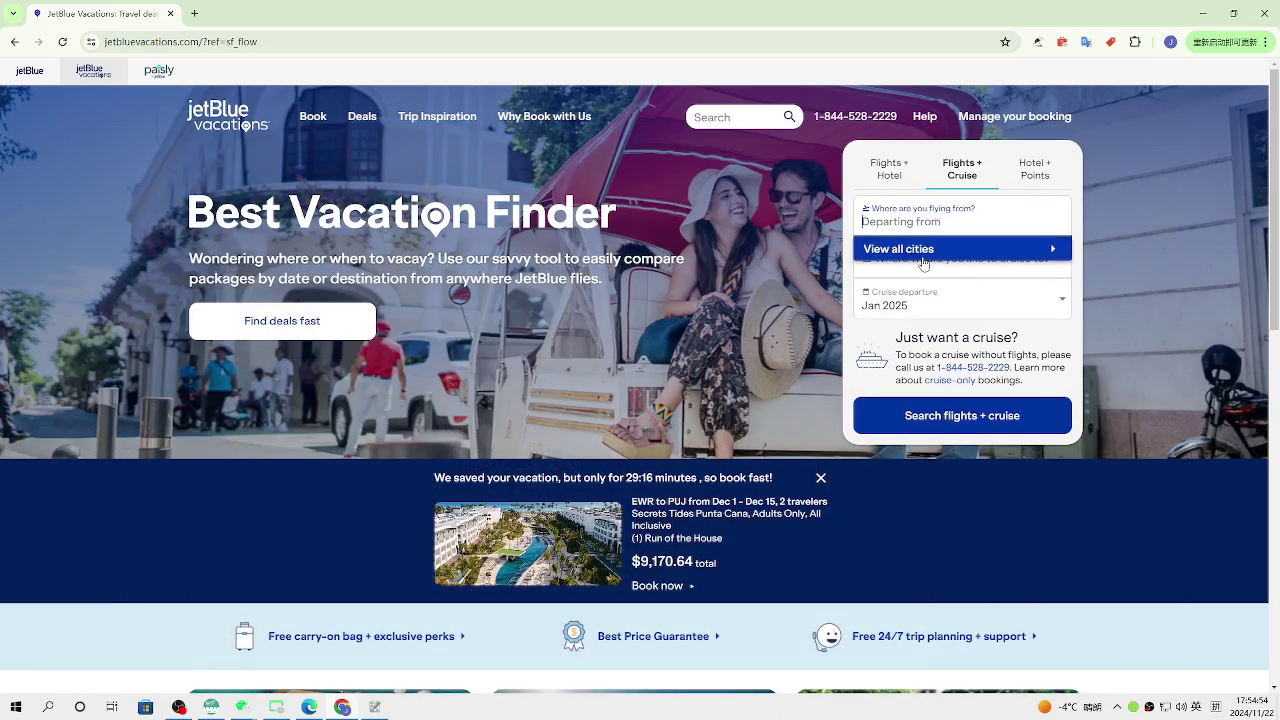 JetBlue Vacations: Travel dea
jetbluevacations.com/?ref=sf_flow
J
jetBlue
jetBlue vacations
paisly
jetBlue vacations
Book
Deals
Trip Inspiration
Why Book with Us
Search
1-844-528-2229
Help
Manage your booking
Flights + Hotel
Flights + Cruise
Hotel + Points
Where are you flying from?
Departing from
View all cities
Cruise departure
Jan 2025
Just want a cruise?
To book a cruise without flights, please
call us at 1-844-528-2229. Learn more
about cruise-only bookings.
Search flights + cruise
Best Vacation Finder
Wondering where or when to vacay? Use our savvy tool to easily compare
packages by date or destination from anywhere JetBlue flies.
Find deals fast
We saved your vacation, but only for 29:16 minutes , so book fast!
EWR to PUJ from Dec 1 - Dec 15, 2 travelers
Secrets Tides Punta Cana, Adults Only, All
Inclusive
(1) Run of the House
$9,170.64 total
Book now
Free carry-on bag + exclusive perks
Best Price Guarantee
Free 24/7 trip planning + support
-4°C
英
拼
17:54:54
2024/11/22